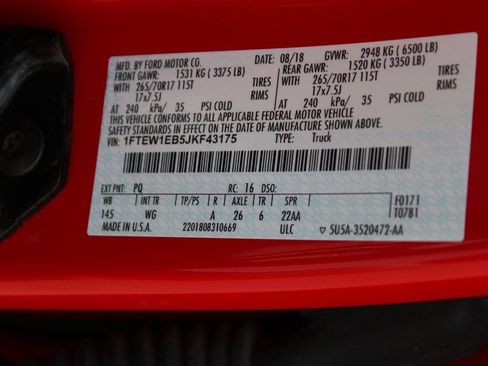 MFD. BY FORD MOTOR CO. DATE: 08/18 GVWR: 2948 KG ( 6500 LB)
FRONT GAWR: 1531 KG ( 3375 LB) REAR GAWR: 1520 KG ( 3350 LB)
WITH 265/70R17 115T TIRES WITH 265/70R17 115T TIRES
17x7.5J RIMS 17x7.5J RIMS
AT 240 kPa/ 35 PSI COLD AT 240 kPa/ 35 PSI COLD
THIS VEHICLE CONFORMS TO ALL APPLICABLE FEDERAL MOTOR VEHICLE
SAFETY AND THEFT PREVENTION STANDARDS IN EFFECT ON THE DATE OF MANUFACTURE SHOWN ABOVE.
VIN: 1FTEW1EB5JKF43175 TYPE: Truck
EXT PNT: PQ RC: 16 DSO:
WB INT TR TP/PS R AXLE TR SPR F0171
145 WG A 26 6 22AA T0781
MADE IN U.S.A. 2201808310669 ULC 5U5A-3520472-AA